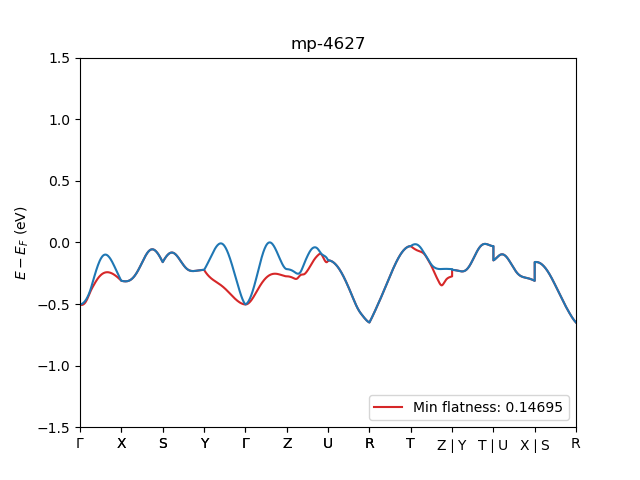 mp-4627
1.5
1.0
0.5
0.0
−0.5
−1.0
−1.5
E − E_F (eV)
Min flatness: 0.14695
Γ X S Y Γ Z U R T Z | Y T | U X | S R